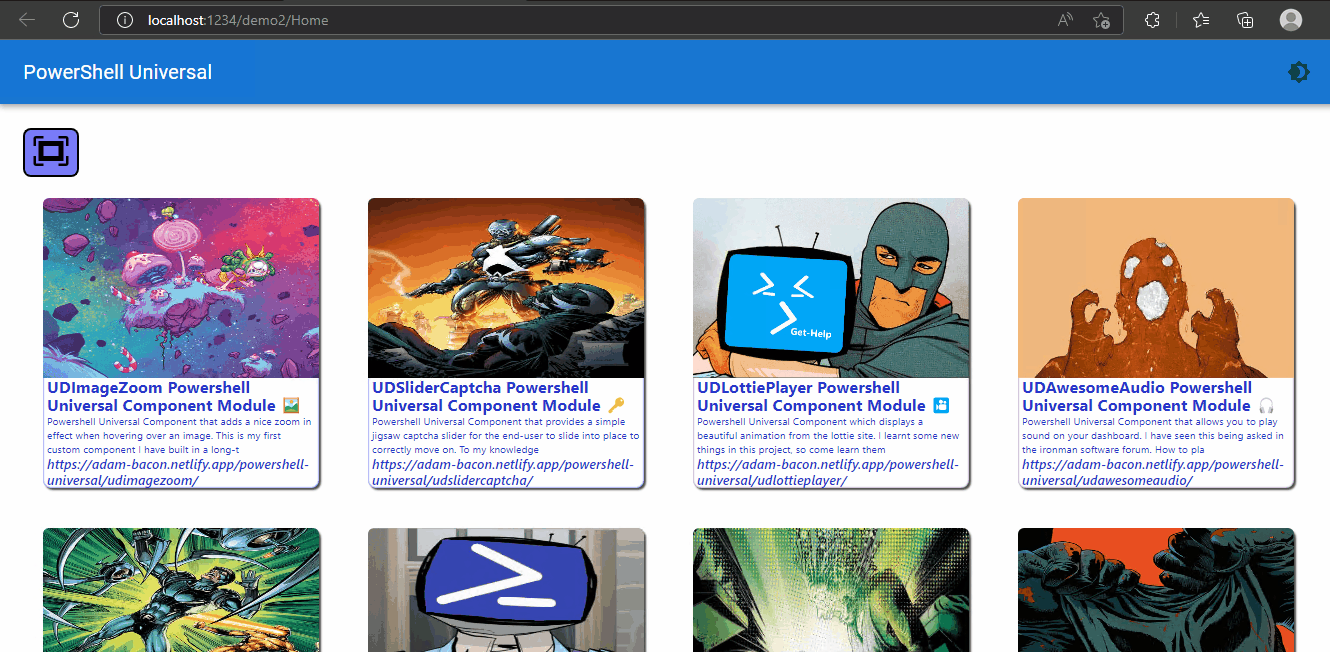 localhost:1234/demo2/Home
PowerShell Universal
UDImageZoom Powershell
Universal Component Module 🖼️
Powershell Universal Component that adds a nice zoom in
effect when hovering over an image. This is my first
custom component I have built in a long-t
https://adam-bacon.netlify.app/powershell-
universal/udimagezoom/
UDSliderCaptcha Powershell
Universal Component Module 🔑
Powershell Universal Component that provides a simple
jigsaw captcha slider for the end-user to slide into place to
correctly move on. To my knowledge
https://adam-bacon.netlify.app/powershell-
universal/udslidercaptcha/
Get-Help
UDLottiePlayer Powershell
Universal Component Module 🎦
Powershell Universal Component which displays a
beautiful animation from the lottie site. I learnt some new
things in this project, so come learn them
https://adam-bacon.netlify.app/powershell-
universal/udlottieplayer/
UDAwesomeAudio Powershell
Universal Component Module 🎧
Powershell Universal Component that allows you to play
sound on your dashboard. I have seen this being asked in
the ironman software forum. How to pla
https://adam-bacon.netlify.app/powershell-
universal/udawesomeaudio/